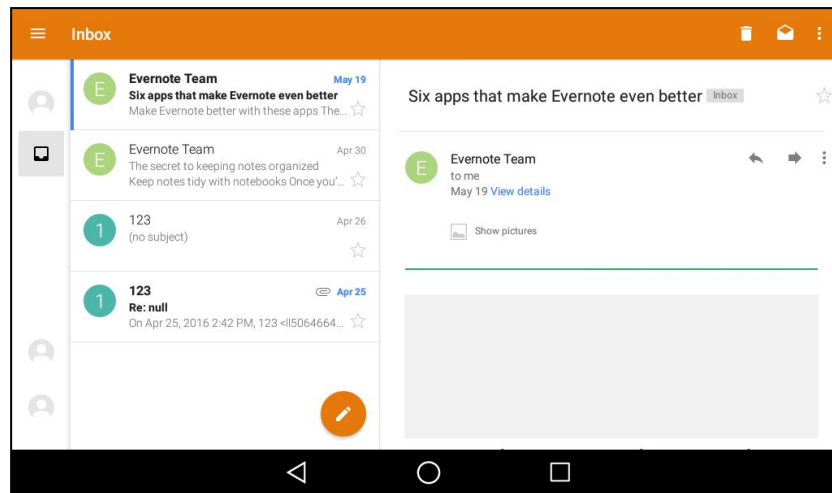 Inbox
E
Evernote Team May 19
Six apps that make Evernote even better
Make Evernote better with these apps The...
E
Evernote Team Apr 30
The secret to keeping notes organized
Keep notes tidy with notebooks Once you'...
1
123 Apr 26
(no subject)
1
123 Apr 25
Re: null
On Apr 25, 2016 2:42 PM, 123 <ll5064664...
Six apps that make Evernote even better Inbox
E
Evernote Team
to me
May 19 View details
Show pictures